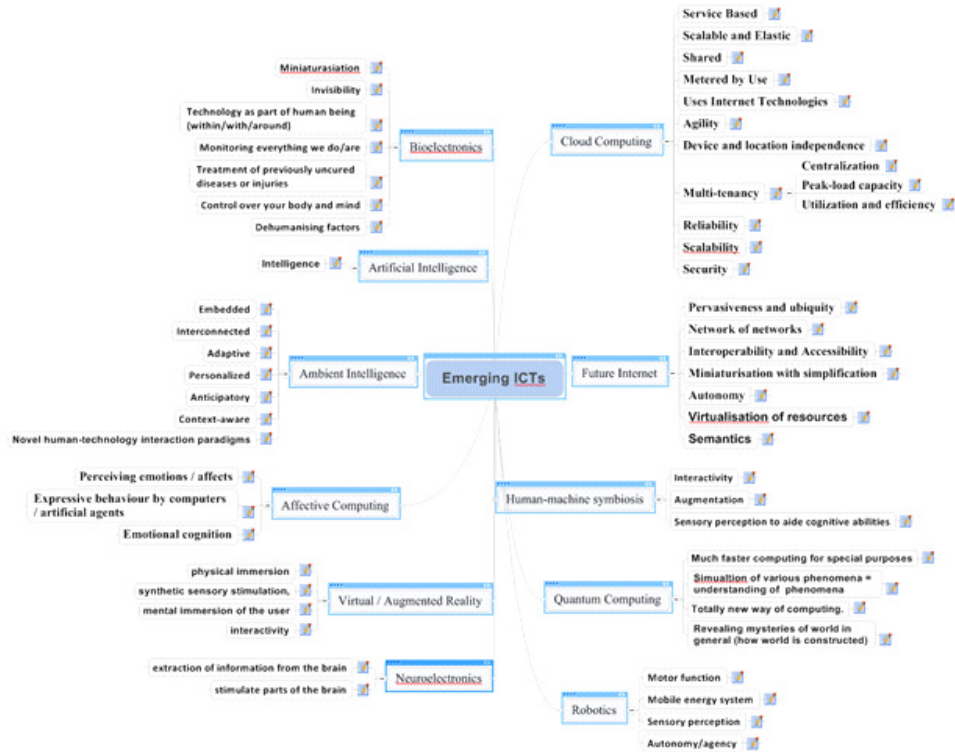 Emerging ICTs
Bioelectronics
Miniaturasiation
Invisibility
Technology as part of human being
(within/with/around)
Monitoring everything we do/are
Treatment of previously uncured
diseases or injuries
Control over your body and mind
Dehumanising factors
Artificial Intelligence
Intelligence
Ambient Intelligence
Embedded
Interconnected
Adaptive
Personalized
Anticipatory
Context-aware
Novel human-technology interaction paradigms
Affective Computing
Perceiving emotions / affects
Expressive behaviour by computers
/ artificial agents
Emotional cognition
Virtual / Augmented Reality
physical immersion
synthetic sensory stimulation,
mental immersion of the user
interactivity
Neuroelectronics
extraction of information from the brain
stimulate parts of the brain
Cloud Computing
Service Based
Scalable and Elastic
Shared
Metered by Use
Uses Internet Technologies
Agility
Device and location independence
Multi-tenancy
Centralization
Peak-load capacity
Utilization and efficiency
Reliability
Scalability
Security
Future Internet
Pervasiveness and ubiquity
Network of networks
Interoperability and Accessibility
Miniaturisation with simplification
Autonomy
Virtualisation of resources
Semantics
Human-machine symbiosis
Interactivity
Augmentation
Sensory perception to aide cognitive abilities
Quantum Computing
Much faster computing for special purposes
Simualtion of various phenomena =
understanding of phenomena
Totally new way of computing.
Revealing mysteries of world in
general (how world is constructed)
Robotics
Motor function
Mobile energy system
Sensory perception
Autonomy/agency